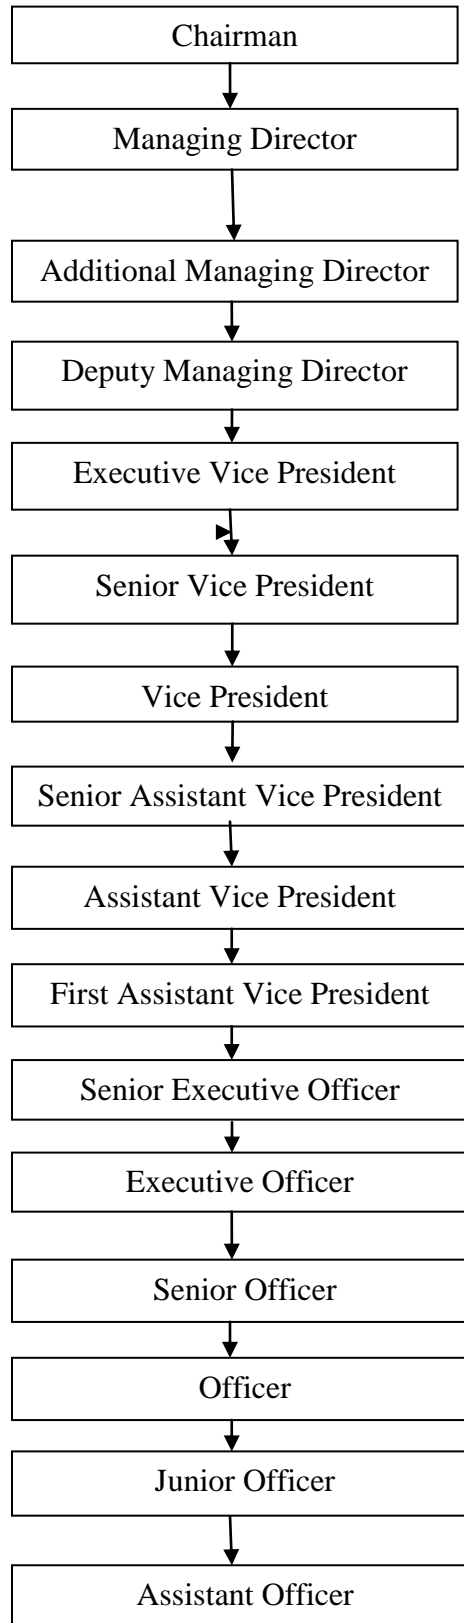 Chairman
Managing Director
Additional Managing Director
Deputy Managing Director
Executive Vice President
Senior Vice President
Vice President
Senior Assistant Vice President
Assistant Vice President
First Assistant Vice President
Senior Executive Officer
Executive Officer
Senior Officer
Officer
Junior Officer
Assistant Officer